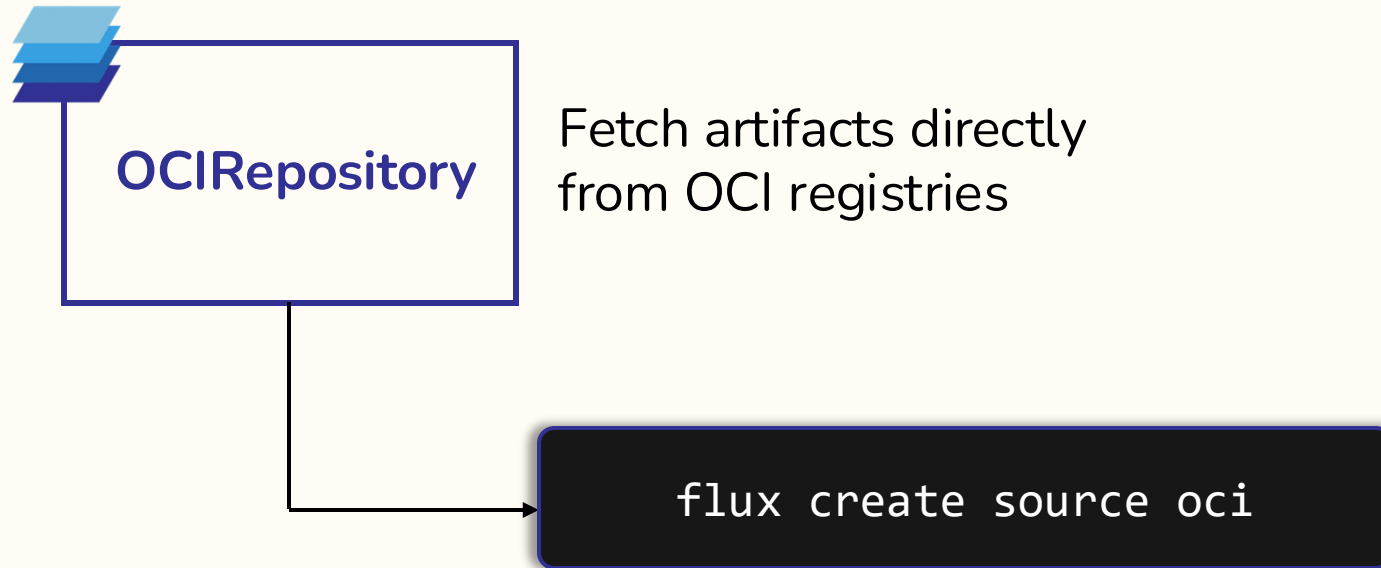 OCIRepository
Fetch artifacts directly
from OCI registries
flux create source oci